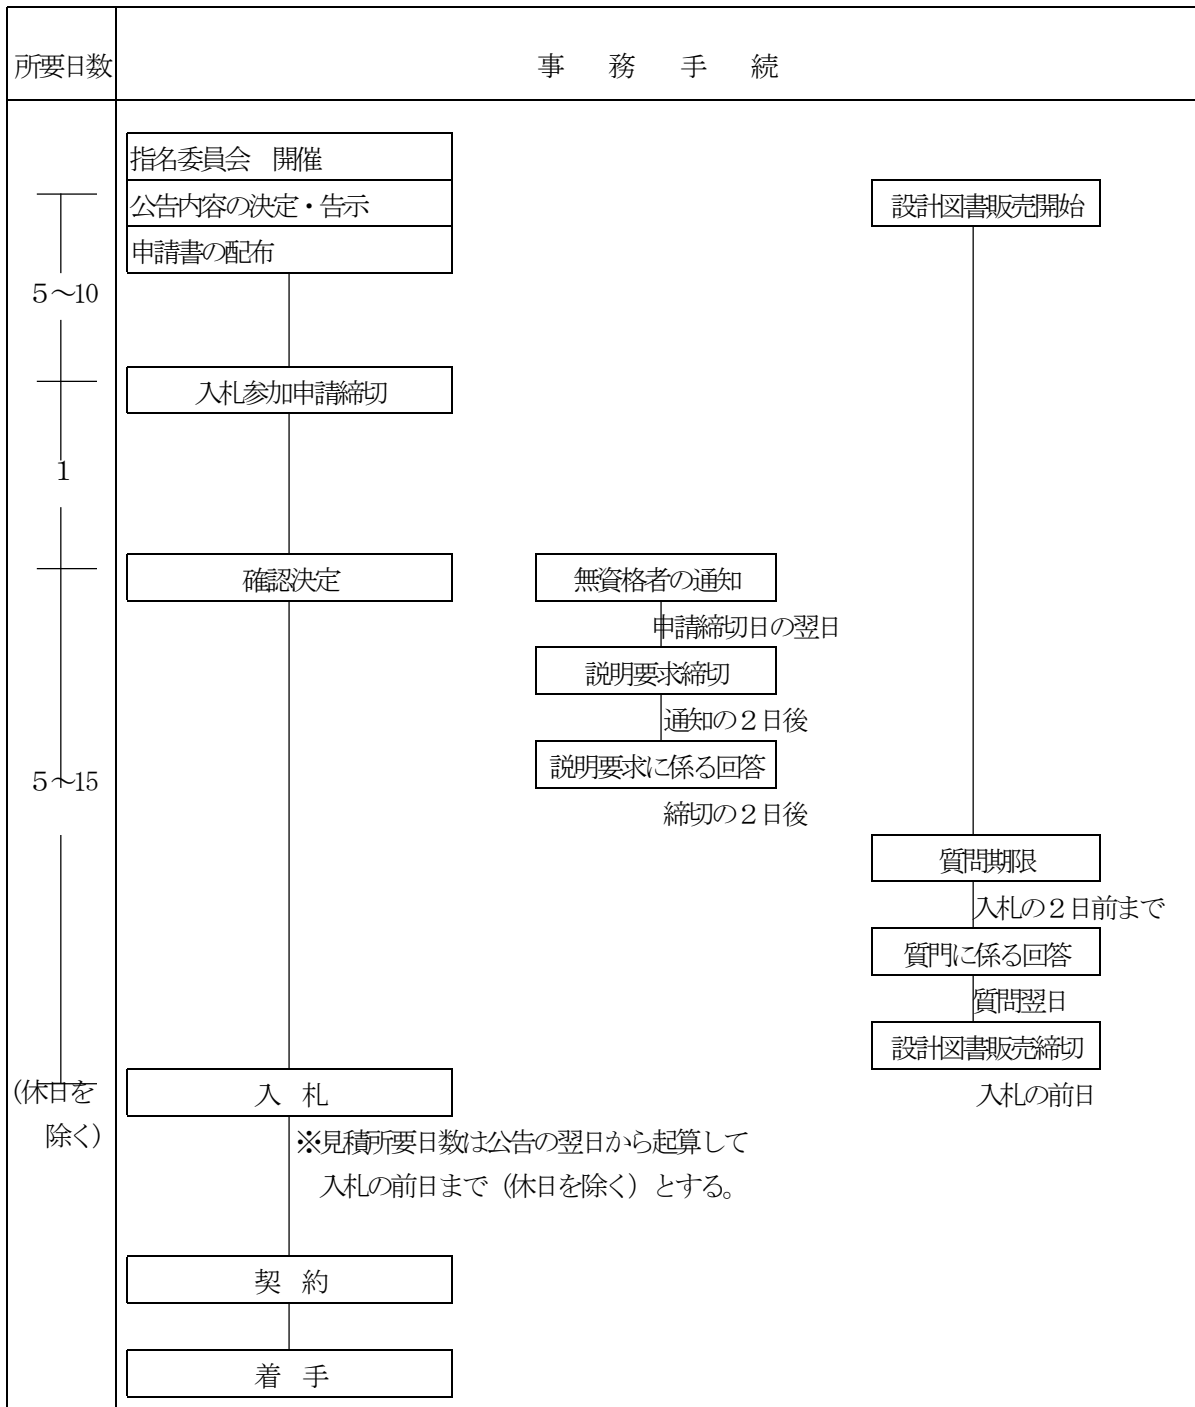 所要日数
事務手続
指名委員会　開催
公告内容の決定・告示
設計図書販売開始
申請書の配布
5～10
入札参加申請締切
1
確認決定
無資格者の通知
申請締切日の翌日
説明要求締切
通知の２日後
5～15
説明要求に係る回答
締切の２日後
質問期限
入札の２日前まで
質門に係る回答
質問翌日
設計図書販売締切
(休日を
除く)
入　札
入札の前日
※見積所要日数は公告の翌日から起算して
入札の前日まで（休日を除く）とする。
契　約
着　手